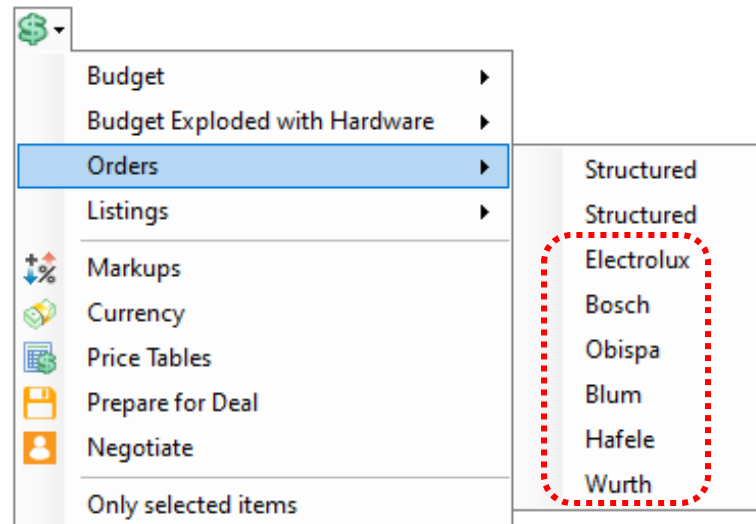 Budget
Budget Exploded with Hardware
Orders
Listings
Markups
Currency
Price Tables
Prepare for Deal
Negotiate
Only selected items
Structured
Structured
Electrolux
Bosch
Obispa
Blum
Hafele
Wurth